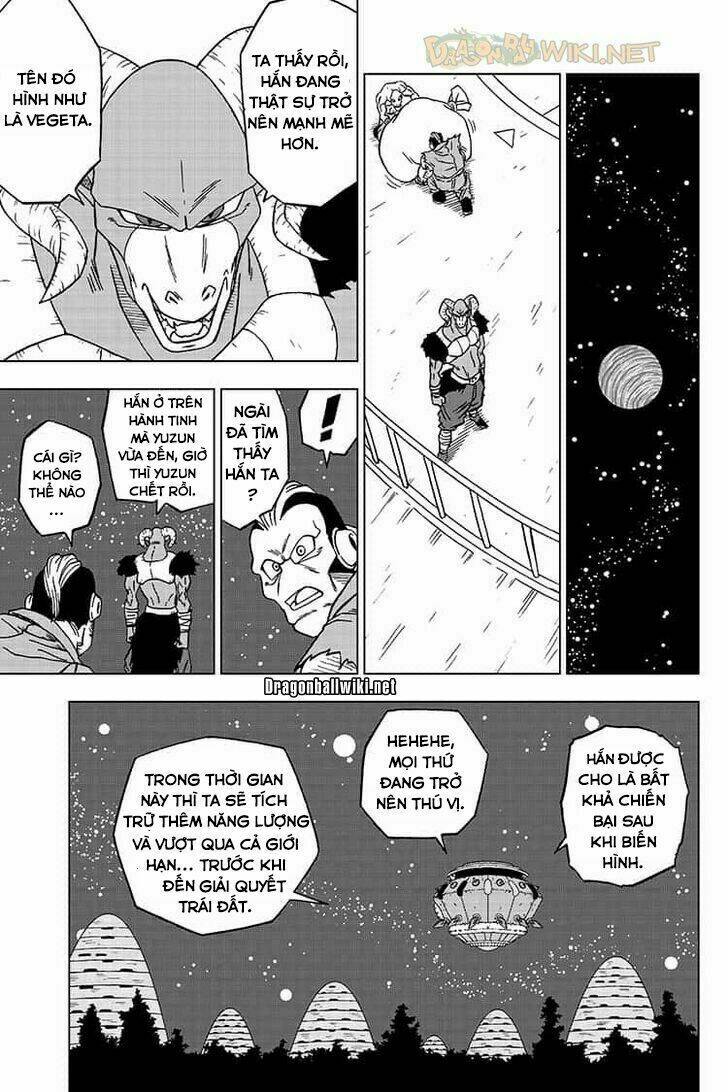 DRAGON BALL WIKI.NET
TA THẤY RỒI,
HẮN ĐANG
THẬT SỰ TRỞ
NÊN MẠNH MẼ
HƠN.
TÊN ĐÓ
HÌNH NHƯ
LÀ VEGETA.
!
NGÀI
ĐÃ TÌM
THẤY
HẮN TA
?
HẮN Ở TRÊN
HÀNH TINH
MÀ YUZUN
VỪA ĐẾN, GIỜ
THÌ YUZUN
CHẾT RỒI.
CÁI GÌ?
KHÔNG
THỂ NÀO
...
Dragonballwiki.net
HẮN ĐƯỢC
CHO LÀ BẤT
KHẢ CHIẾN
BẠI SAU
KHI BIẾN
HÌNH.
HEHEHE,
MỌI THỨ
ĐANG TRỞ
NÊN THÚ VỊ.
TRONG THỜI GIAN
NÀY THÌ TA SẼ TÍCH
TRỮ THÊM NĂNG LƯỢNG
VÀ VƯỢT QUA CẢ GIỚI
HẠN... TRƯỚC KHI
ĐẾN GIẢI QUYẾT
TRÁI ĐẤT.